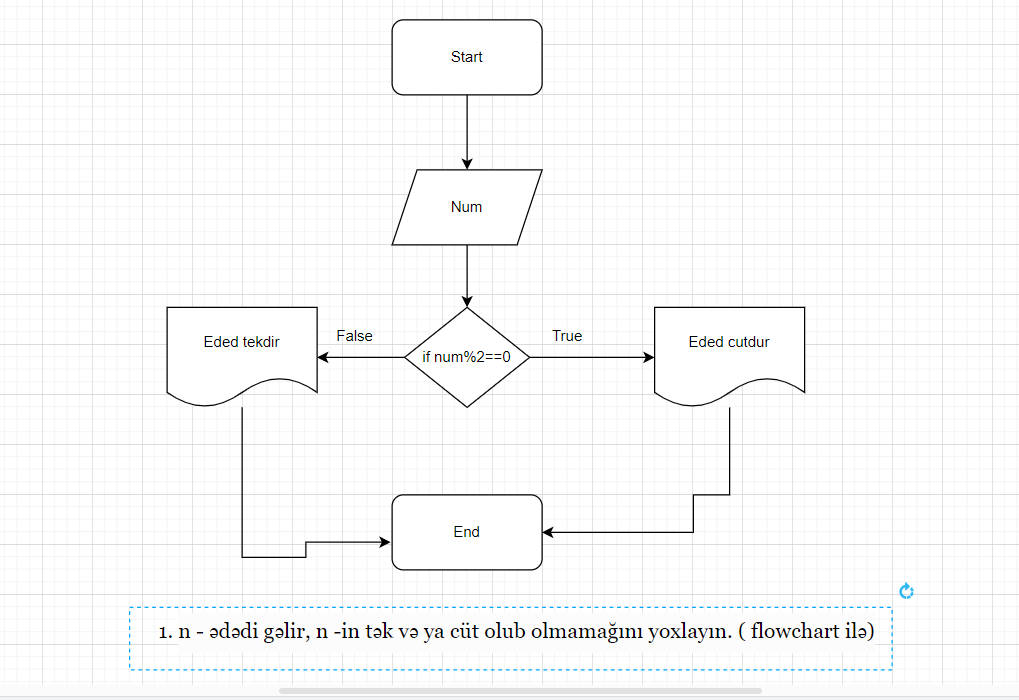 Start
Num
Eded tekdir
False
if num%2==0
True
Eded cutdur
End
1. n - ədədi gəlir, n -in tək və ya cüt olub olmamağını yoxlayın. ( flowchart ilə)